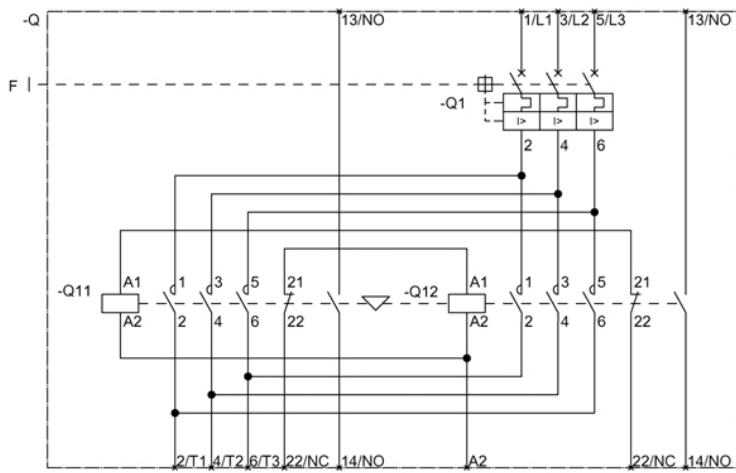 -Q 13/NO 1/L1 3/L2 5/L3 13/NO
F
-Q1
I> I> I>
2 4 6
A1 1 3 5 21 A1 1 3 5 21
-Q11 -Q12
A2 2 4 6 22 A2 2 4 6 22
2/T1 4/T2 6/T3 22/NC 14/NO A2 22/NC 14/NO